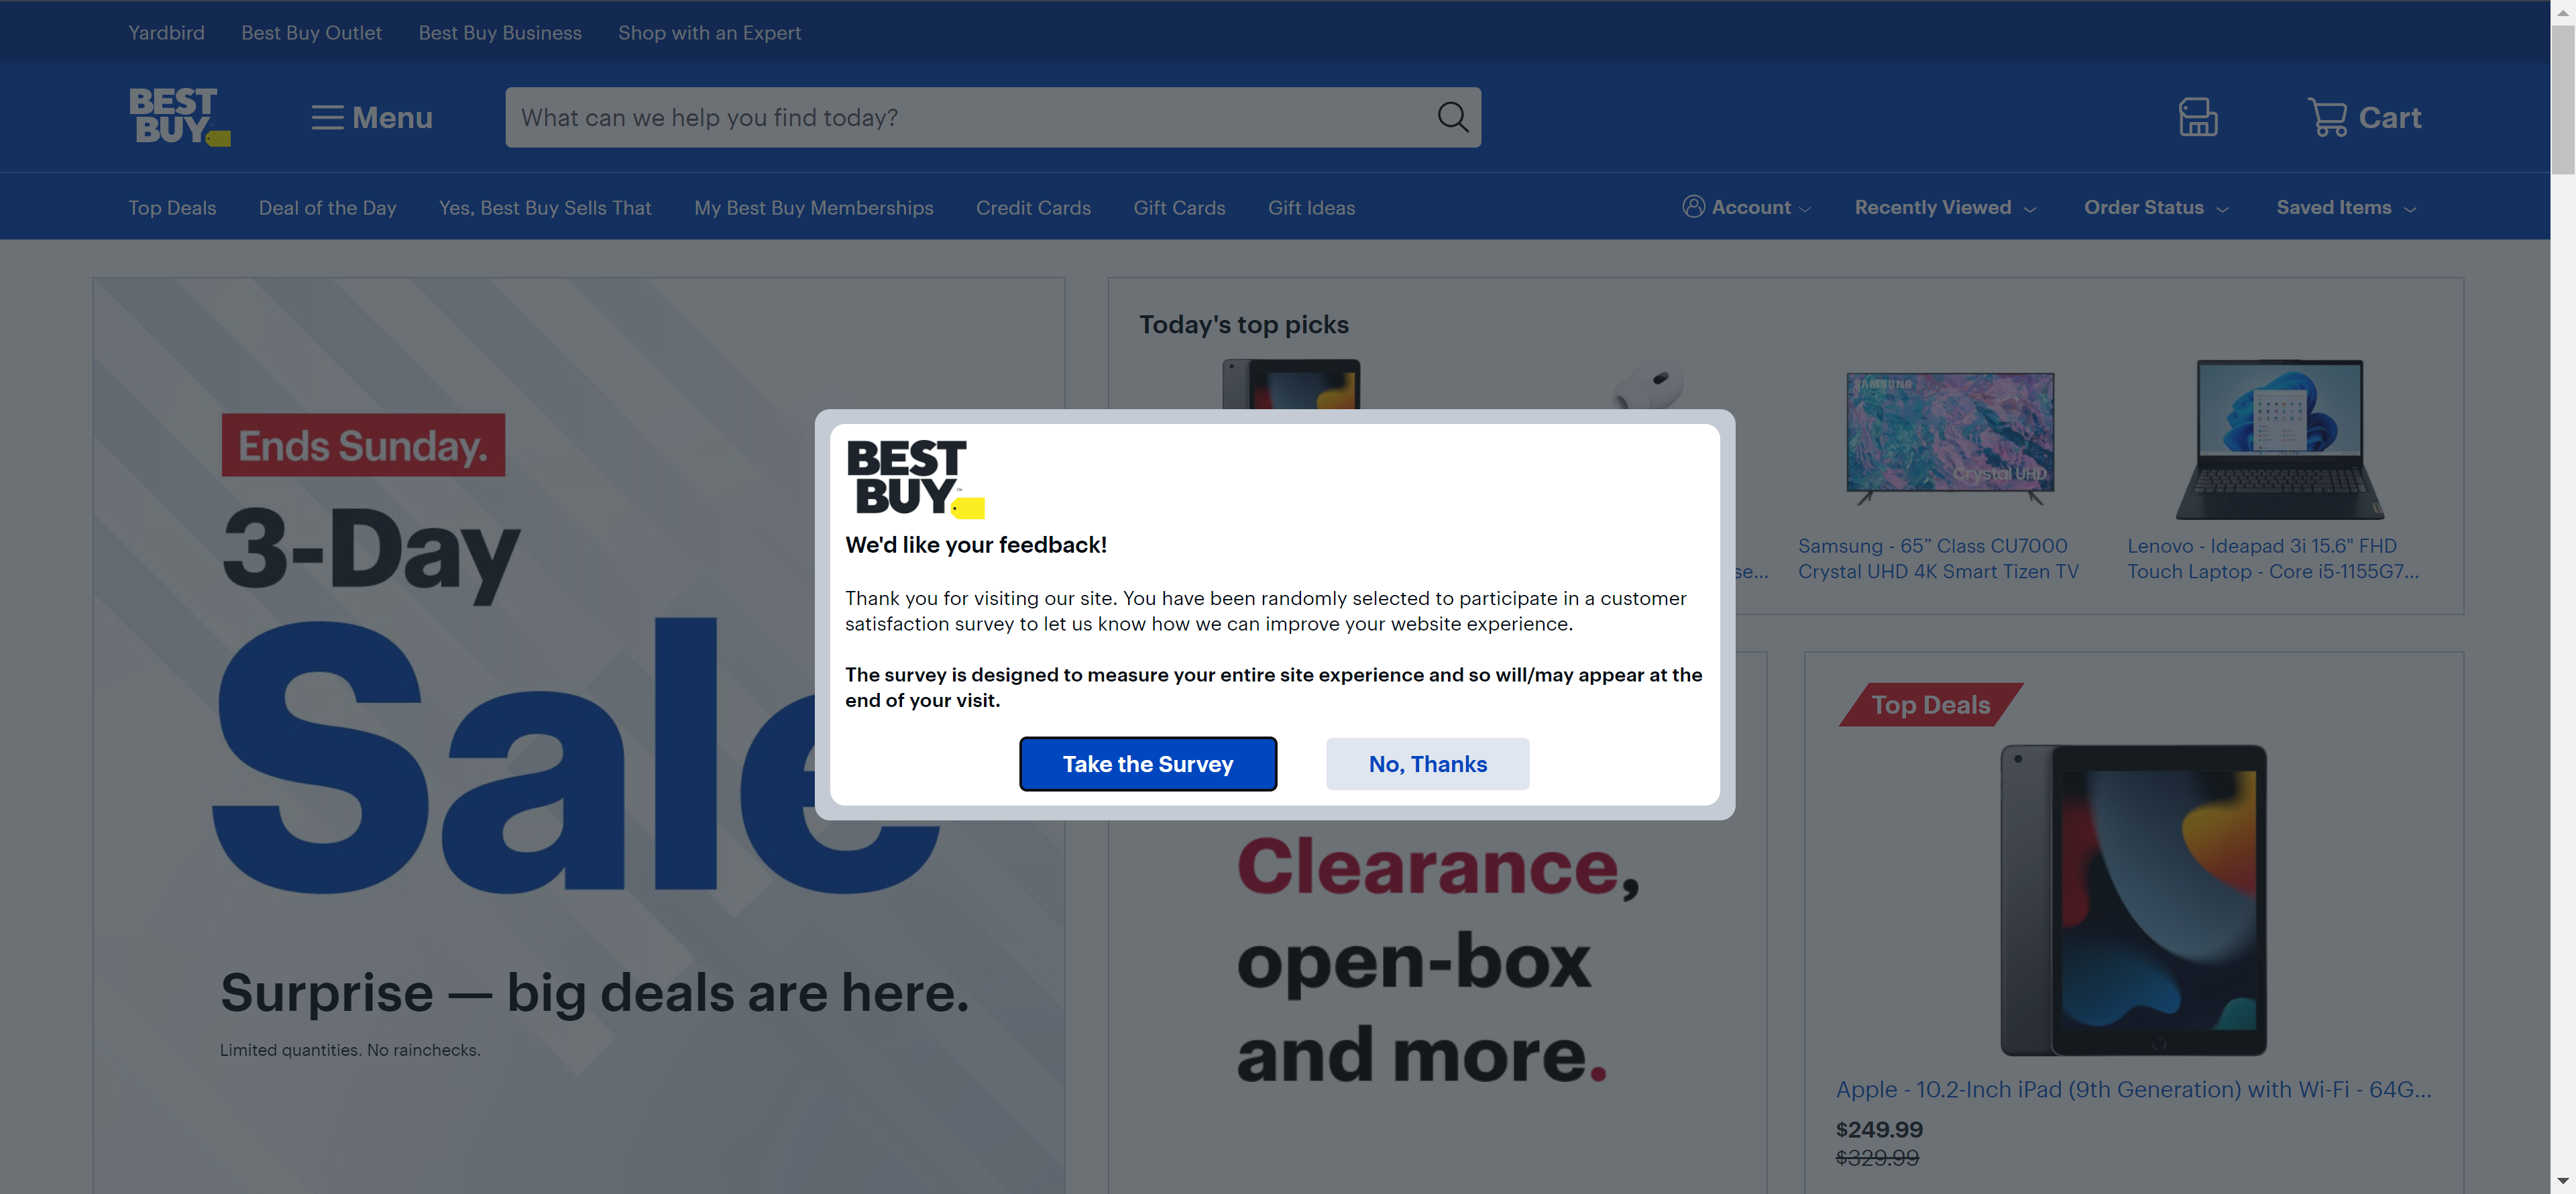 Yardbird Best Buy Outlet Best Buy Business Shop with an Expert
BEST
BUY
Menu
What can we help you find today?
Cart
Top Deals Deal of the Day Yes, Best Buy Sells That My Best Buy Memberships Credit Cards Gift Cards Gift Ideas
Account Recently Viewed Order Status Saved Items
Ends Sunday.
3-Day
Sale
Surprise — big deals are here.
Limited quantities. No rainchecks.
Today's top picks
SAMSUNG
Crystal UHD
se...
Samsung - 65” Class CU7000
Crystal UHD 4K Smart Tizen TV
Lenovo - Ideapad 3i 15.6" FHD
Touch Laptop - Core i5-1155G7...
BEST
BUY™
We'd like your feedback!
Thank you for visiting our site. You have been randomly selected to participate in a customer
satisfaction survey to let us know how we can improve your website experience.
The survey is designed to measure your entire site experience and so will/may appear at the
end of your visit.
Take the Survey
No, Thanks
Clearance,
open-box
and more.
Top Deals
Apple - 10.2-Inch iPad (9th Generation) with Wi-Fi - 64G...
$249.99
$329.99